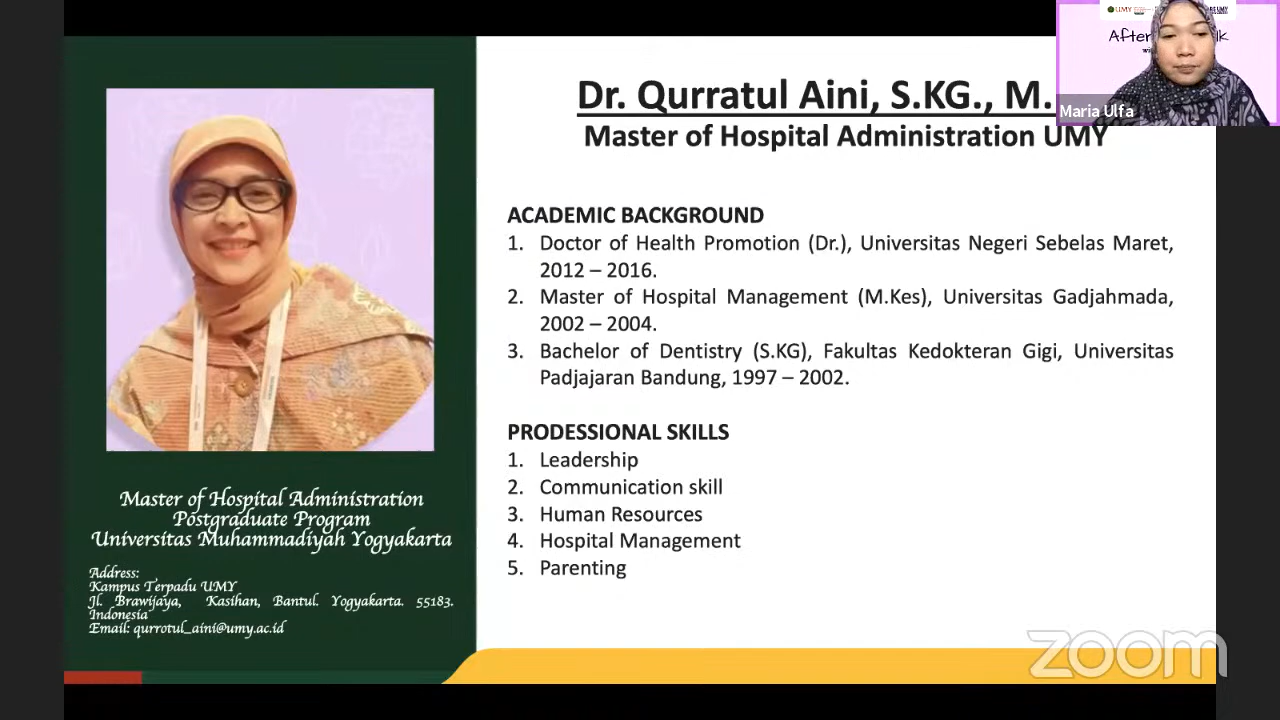 Dr. Qurratul Aini, S.KG., M.
Master of Hospital Administration UMY
ACADEMIC BACKGROUND
1. Doctor of Health Promotion (Dr.), Universitas Negeri Sebelas Maret,
2012 – 2016.
2. Master of Hospital Management (M.Kes), Universitas Gadjahmada,
2002 – 2004.
3. Bachelor of Dentistry (S.KG), Fakultas Kedokteran Gigi, Universitas
Padjajaran Bandung, 1997 – 2002.
PRODESSIONAL SKILLS
1. Leadership
2. Communication skill
3. Human Resources
4. Hospital Management
5. Parenting
Master of Hospital Administration
Postgraduate Program
Universitas Muhammadiyah Yogyakarta
Address:
Kampus Terpadu UMY
Jl. Brawijaya, Kasihan, Bantul. Yogyakarta. 55183.
Indonesia
Email: qurrotul_aini@umy.ac.id
UMY
After
Maria Ulfa
zoom